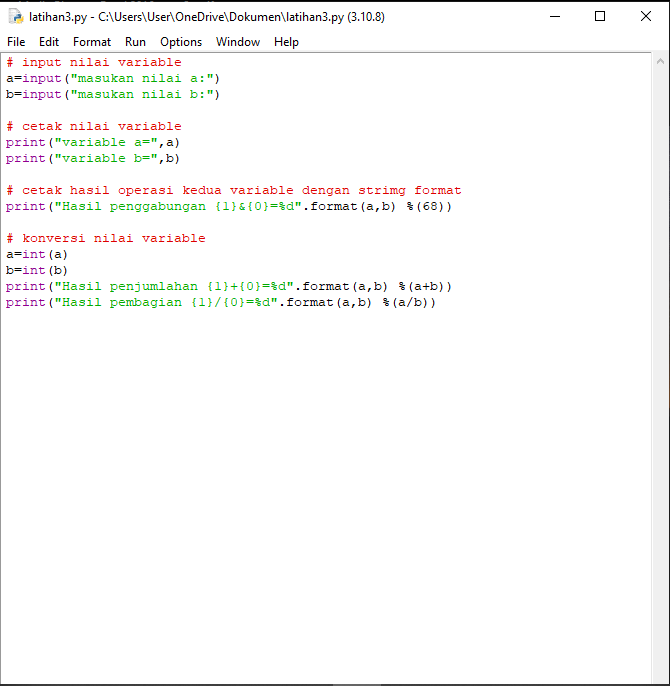 latihan3.py - C:\Users\User\OneDrive\Dokumen\latihan3.py (3.10.8)
File Edit Format Run Options Window Help
# input nilai variable
a=input("masukan nilai a:")
b=input("masukan nilai b:")
# cetak nilai variable
print("variable a=",a)
print("variable b=",b)
# cetak hasil operasi kedua variable dengan strimg format
print("Hasil penggabungan {1}&{0}=%d".format(a,b) %(68))
# konversi nilai variable
a=int(a)
b=int(b)
print("Hasil penjumlahan {1}+{0}=%d".format(a,b) %(a+b))
print("Hasil pembagian {1}/{0}=%d".format(a,b) %(a/b))